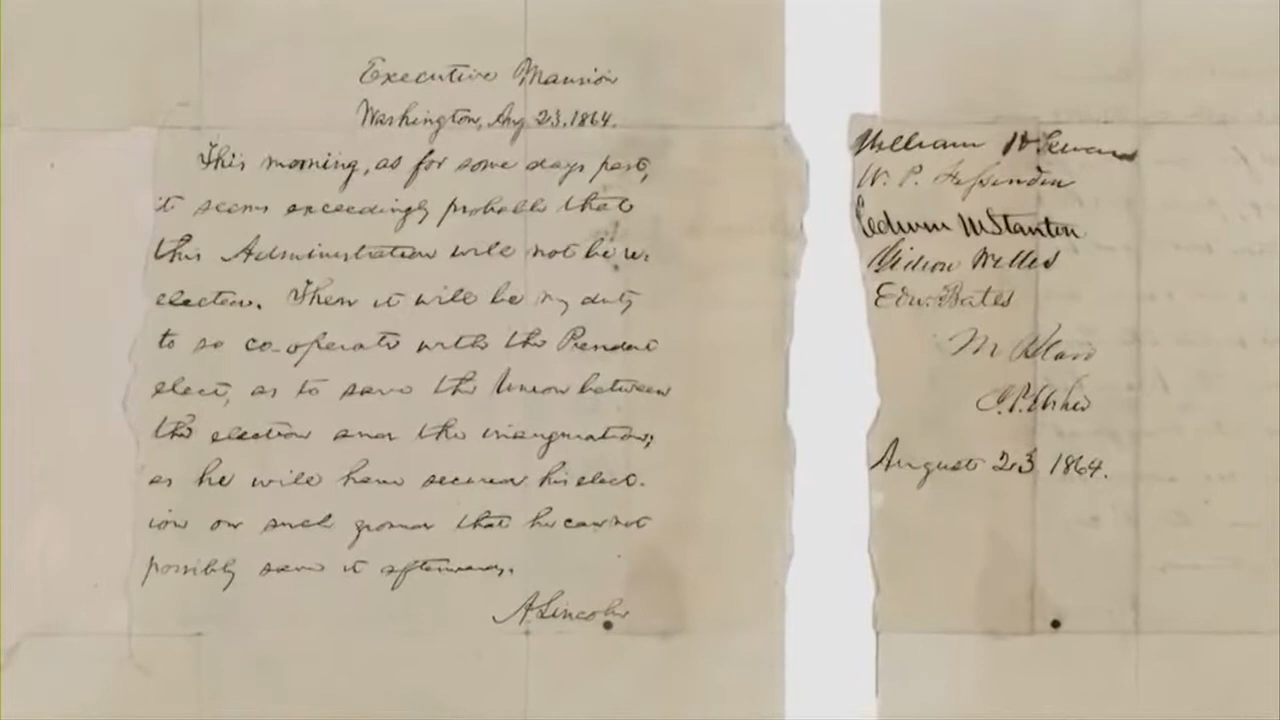 Executive Mansion
Washington, Aug 23, 1864.
This morning, as for some days past,
it seems exceedingly probable that
this Administration will not be re-
elected. Then it will be my duty
to so co-operate with the President
elect, as to save the Union between
the election and the inauguration;
as he will have secured his elect-
ion on such ground that he can not
possibly save it afterwards.
A. Lincoln
William H. Seward
W. P. Fessenden
Edwin M Stanton
Gideon Welles
Edw. Bates
M Blair
J. P. Usher
August 23. 1864.